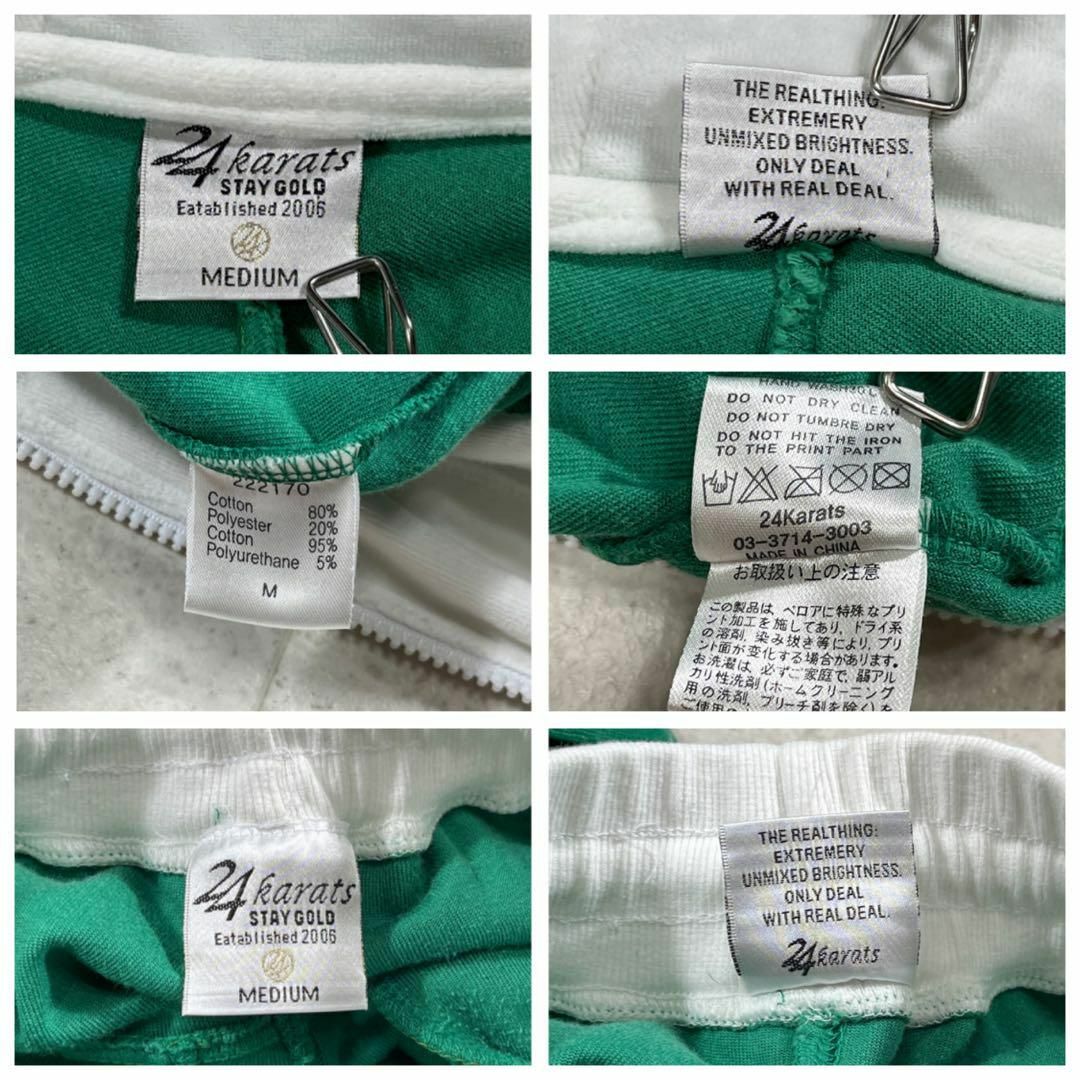 24karats
STAY GOLD
Eatablished 2006
24
MEDIUM
THE REALTHING:
EXTREMERY
UNMIXED BRIGHTNESS.
ONLY DEAL
WITH REAL DEAL.
24karats
222170
Cotton 80%
Polyester 20%
Cotton 95%
Polyurethane 5%
M
HAND WASH30
DO NOT DRY CLEAN
DO NOT TUMBRE DRY
DO NOT HIT THE IRON
TO THE PRINT PART
24Karats
03-3714-3003
MADE IN CHINA
お取扱い上の注意
この製品は、ベロアに特殊なプリ
ント加工を施してあり、ドライ系
の溶剤、染み抜き等により、プリ
ント面が変化する場合があります。
お洗濯は、必ずご家庭で、弱アル
カリ性洗剤(ホームクリーニング
用の洗剤、ブリーチ剤を除く)を
ご使用
24karats
STAY GOLD
Eatablished 2006
24
MEDIUM
THE REALTHING:
EXTREMERY
UNMIXED BRIGHTNESS.
ONLY DEAL
WITH REAL DEAL.
24karats